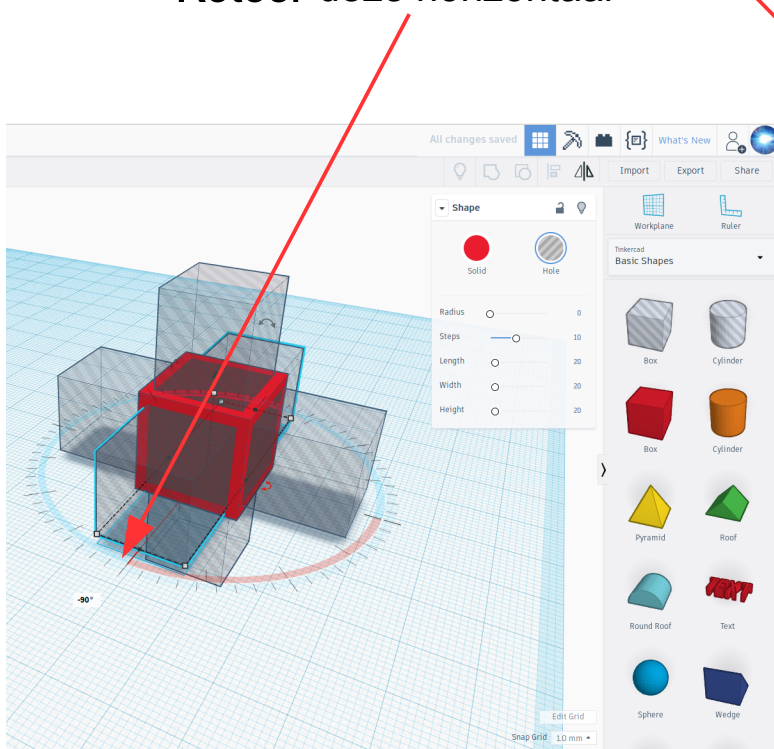 Roteer deze horizontaal
All changes saved
What's New
Import Export Share
Shape
Workplane Ruler
Solid Hole
Tinkercad
Basic Shapes
Radius 0
Steps 10
Length 20
Width 20
Height 20
Box Cylinder
Box Cylinder
Pyramid Roof
Round Roof Text
TEXT
Sphere Wedge
-90°
Edit Grid
Snap Grid 1.0 mm